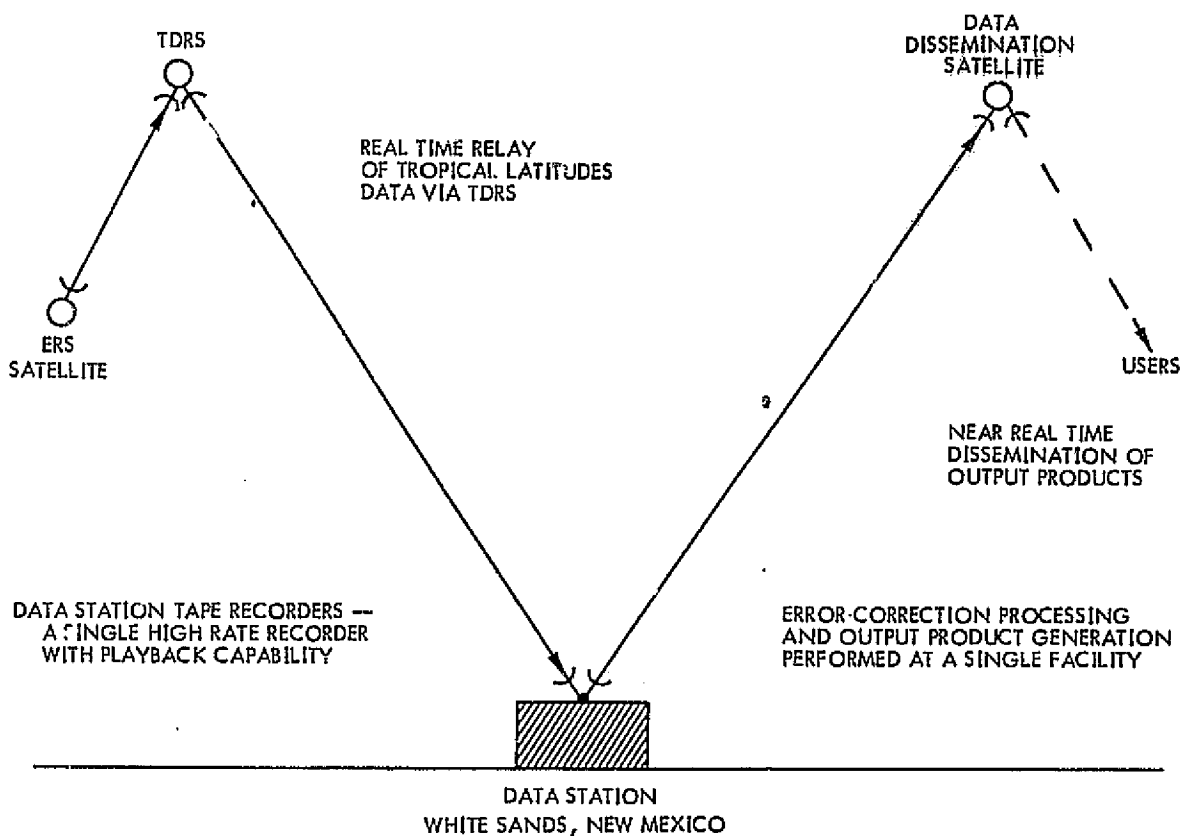 TDRS
DATA
DISSEMINATION
SATELLITE
REAL TIME RELAY
OF TROPICAL LATITUDES
DATA VIA TDRS
ERS
SATELLITE
USERS
NEAR REAL TIME
DISSEMINATION OF
OUTPUT PRODUCTS
DATA STATION TAPE RECORDERS —
A SINGLE HIGH RATE RECORDER
WITH PLAYBACK CAPABILITY
ERROR-CORRECTION PROCESSING
AND OUTPUT PRODUCT GENERATION
PERFORMED AT A SINGLE FACILITY
DATA STATION
WHITE SANDS, NEW MEXICO